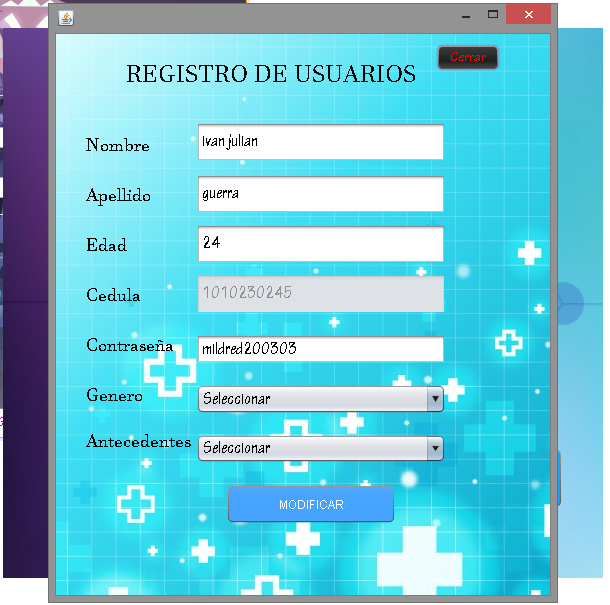 Cerrar
REGISTRO DE USUARIOS
Nombre
ivan julian
Apellido
guerra
Edad
24
Cedula
1010230245
Contraseña
mildred200303
Genero
Seleccionar
Antecedentes
Seleccionar
MODIFICAR